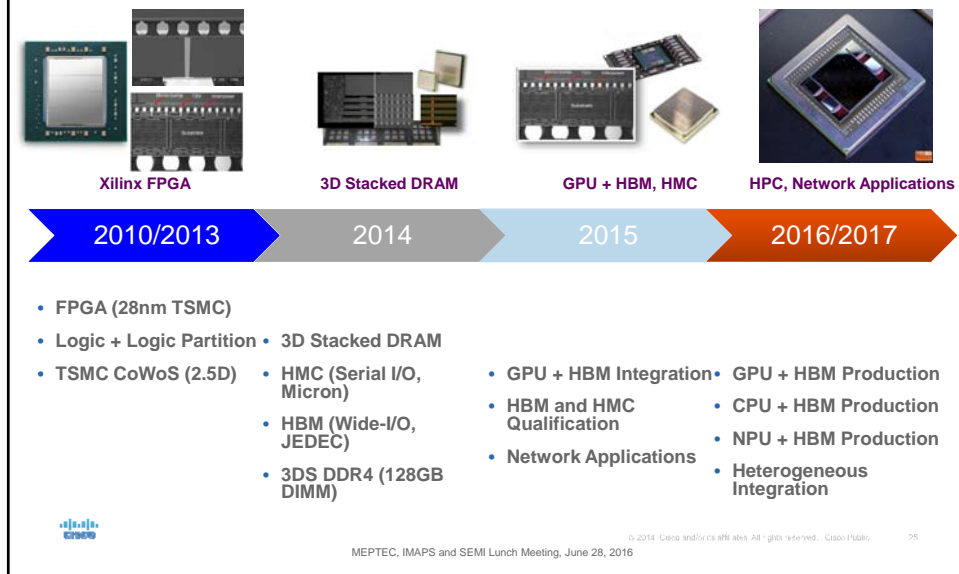 Xilinx FPGA
3D Stacked DRAM
GPU + HBM, HMC
HPC, Network Applications
2010/2013
2014
2015
2016/2017
• FPGA (28nm TSMC)
• Logic + Logic Partition
• TSMC CoWoS (2.5D)
• 3D Stacked DRAM
• HMC (Serial I/O,
Micron)
• HBM (Wide-I/O,
JEDEC)
• 3DS DDR4 (128GB
DIMM)
• GPU + HBM Integration
• HBM and HMC
Qualification
• Network Applications
• GPU + HBM Production
• CPU + HBM Production
• NPU + HBM Production
• Heterogeneous
Integration
CISCO
© 2014 Cisco and/or its affiliates. All rights reserved. Cisco Public
25
MEPTEC, IMAPS and SEMI Lunch Meeting, June 28, 2016
Substrate
Substrate